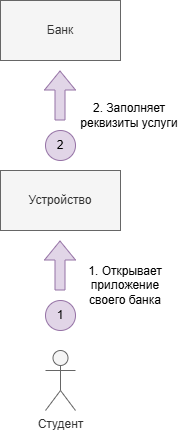 Банк
2. Заполняет
реквизиты услуги
2
Устройство
1. Открывает
приложение
своего банка
1
Студент